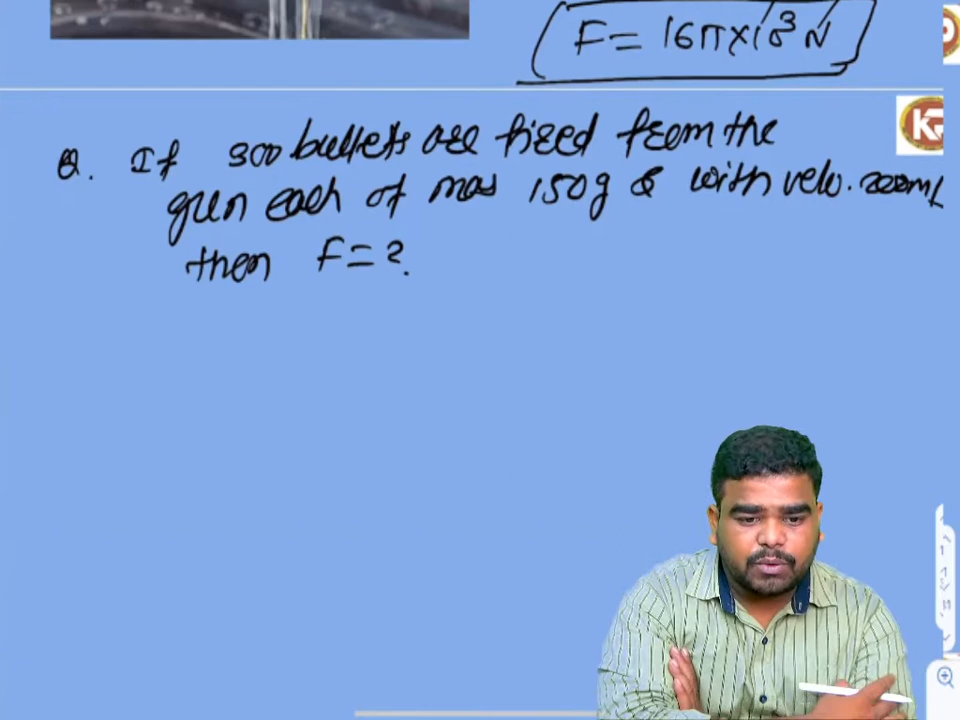 F = 16π×10³ N
Q. If 300 bullets are fired from the
gun each of mass 150g & with velo. 200m/
then F = ?